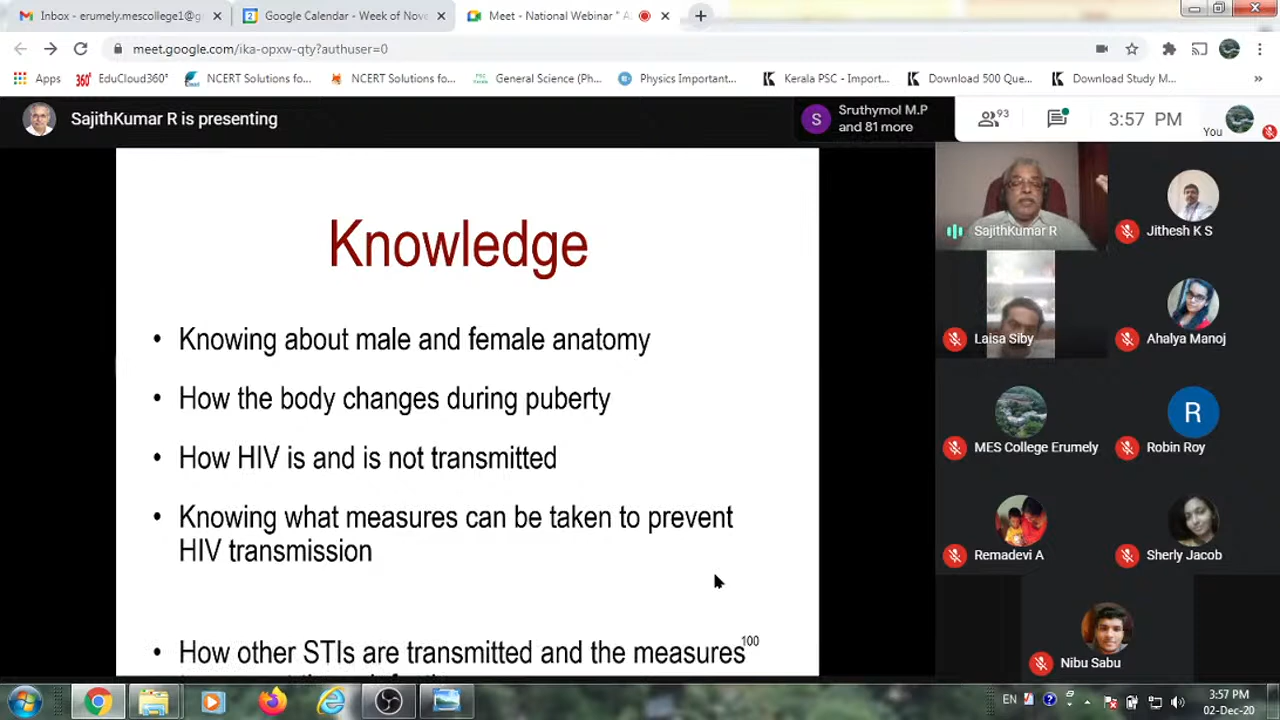 Inbox - erumely.mescollege1@g
Google Calendar - Week of Nove
Meet - National Webinar " A
meet.google.com/ika-opxw-qty?authuser=0
Apps
360°
EduCloud360°
NCERT Solutions fo...
NCERT Solutions fo...
General Science (Ph...
Physics Important...
Kerala PSC - Import...
Download 500 Que...
Download Study M...
»
SajithKumar R is presenting
S
Sruthymol M.P
and 81 more
93
3:57 PM
You
Knowledge
• Knowing about male and female anatomy
• How the body changes during puberty
• How HIV is and is not transmitted
• Knowing what measures can be taken to prevent
HIV transmission
• How other STIs are transmitted and the measures
100
SajithKumar R
Jithesh K S
Laisa Siby
Ahalya Manoj
MES College Erumely
R
Robin Roy
Remadevi A
Sherly Jacob
Nibu Sabu
EN
3:57 PM
02-Dec-20